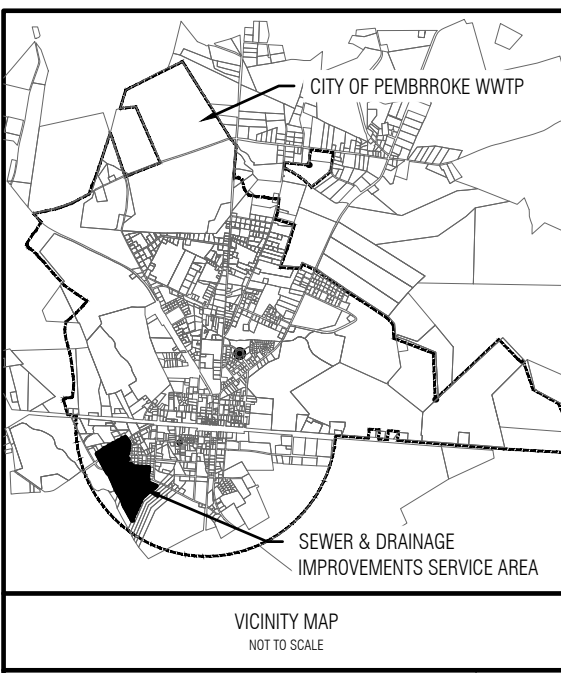 CITY OF PEMBRROKE WWTP
SEWER & DRAINAGE
IMPROVEMENTS SERVICE AREA
VICINITY MAP
NOT TO SCALE